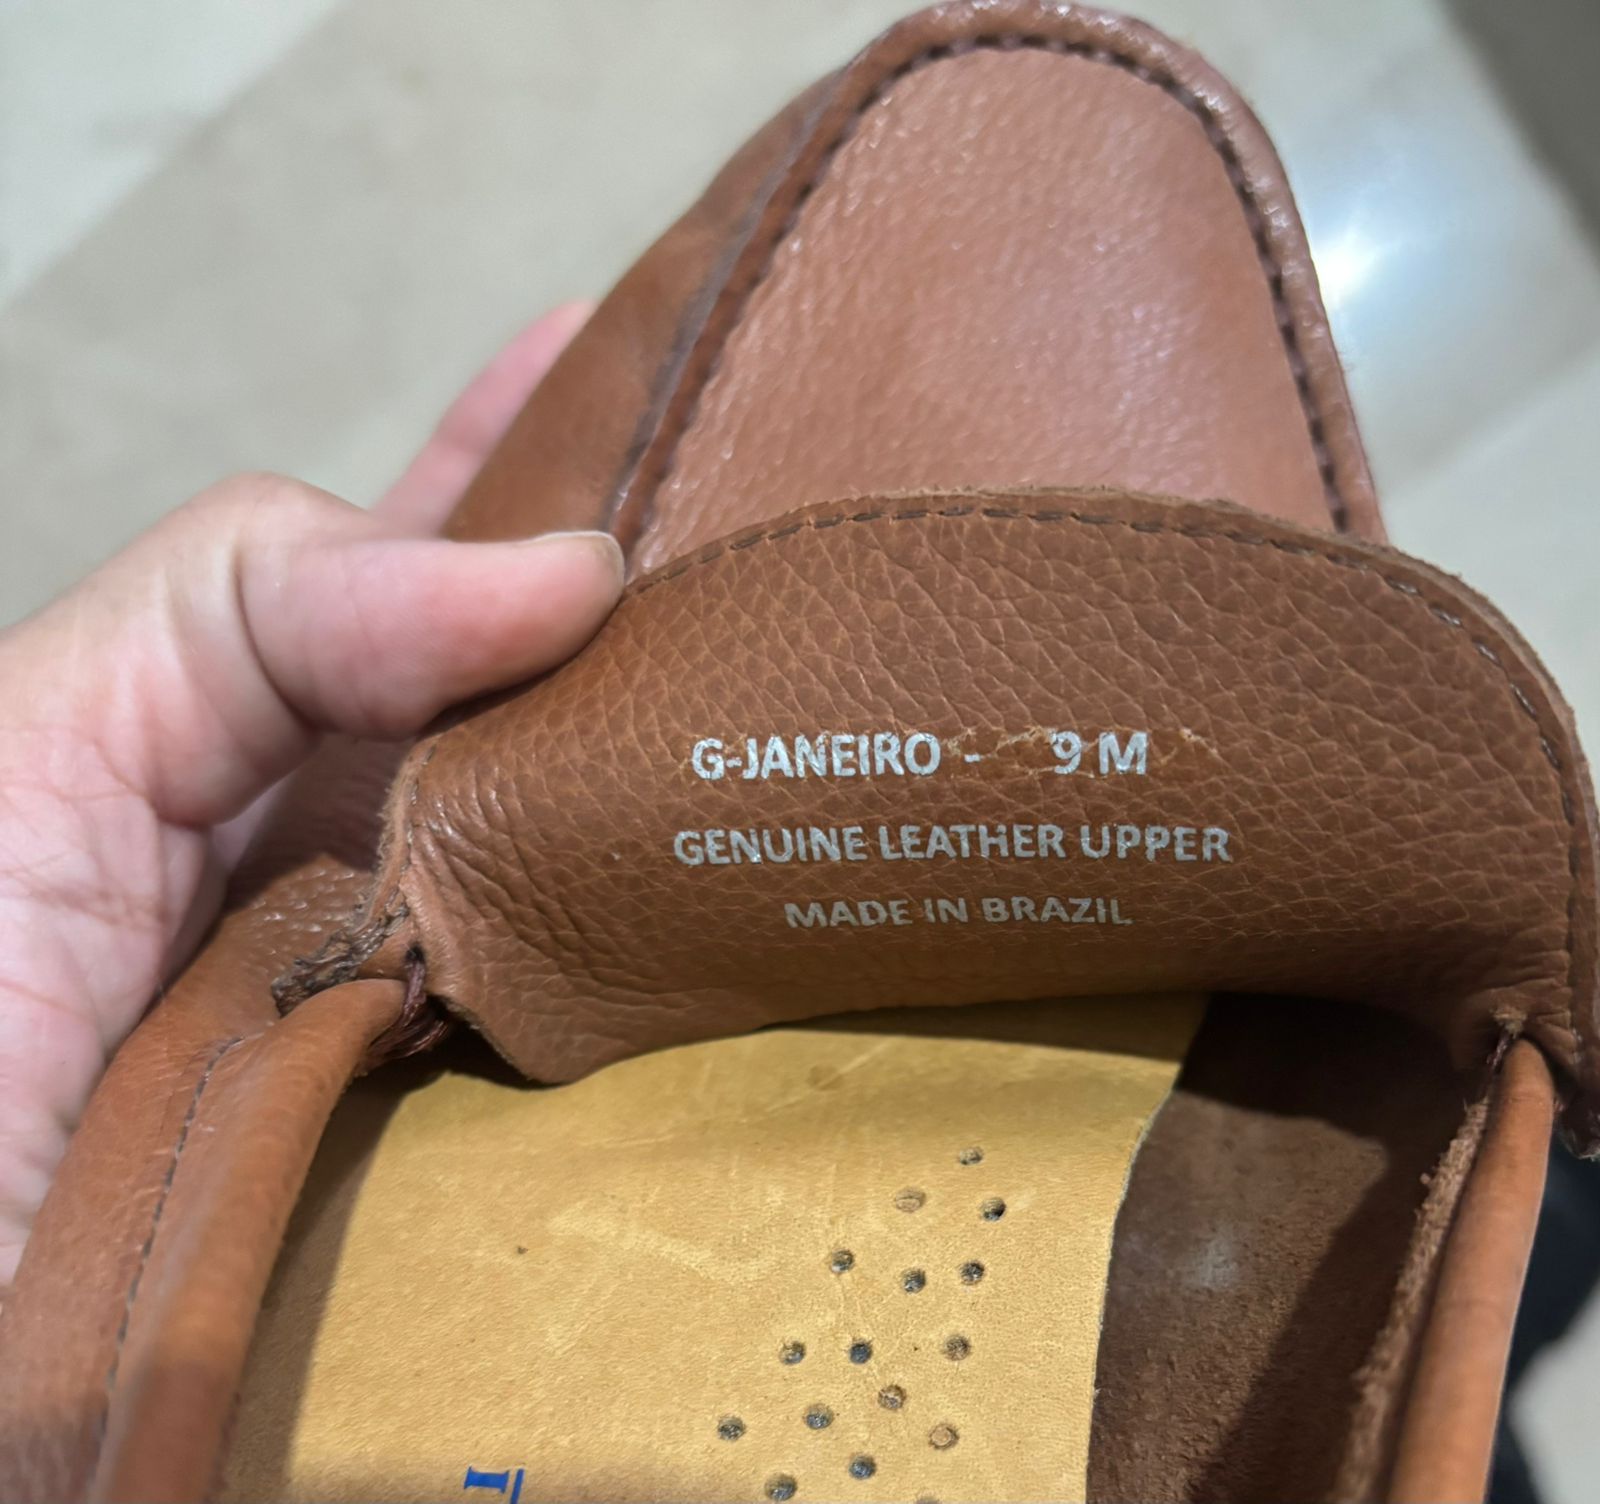 G-JANEIRO - 9 M
GENUINE LEATHER UPPER
MADE IN BRAZIL